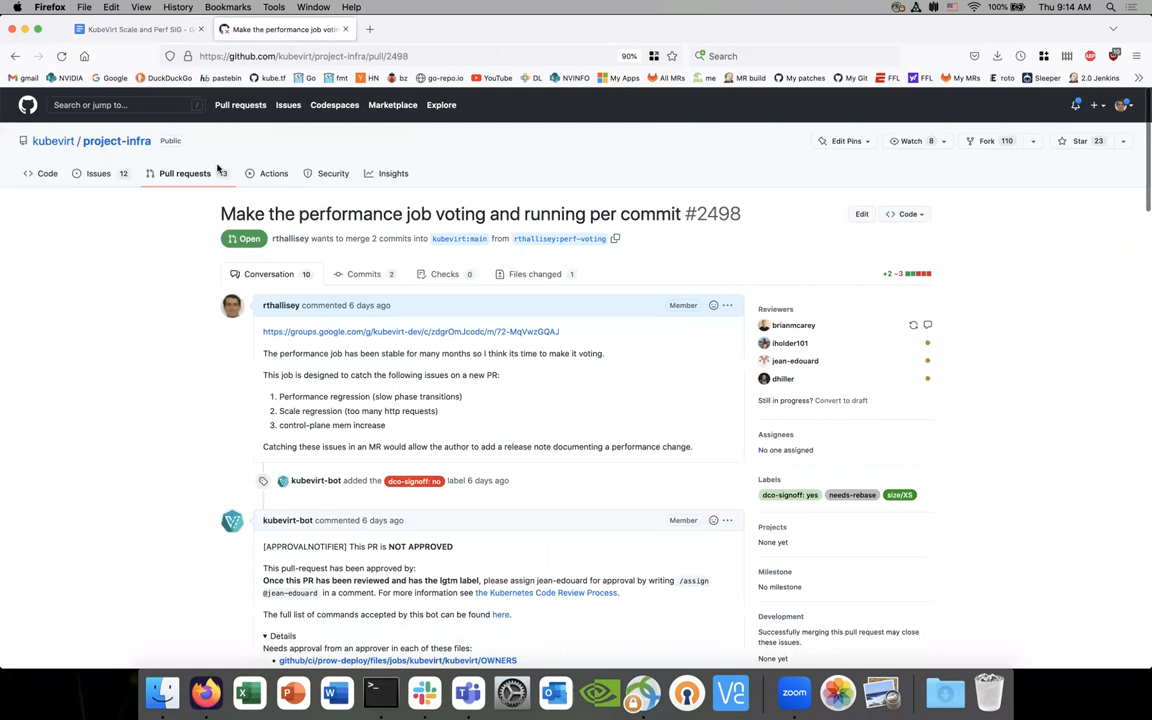 Firefox File Edit View History Bookmarks Tools Window Help 100% Thu 9:14 AM
KubeVirt Scale and Perf SIG - G
Make the performance job voti
https://github.com/kubevirt/project-infra/pull/2498 90% Search
gmail NVIDIA Google DuckDuckGo pastebin kube.tf Go fmt HN bz go-repo.io YouTube DL NVINFO My Apps All MRs me MR build My patches My Git FFL FFL My MRs roto Sleeper 2.0 Jenkins
Search or jump to... / Pull requests Issues Codespaces Marketplace Explore
kubevirt / project-infra Public Edit Pins Watch 8 Fork 110 Star 23
Code Issues 12 Pull requests Actions Security Insights
Make the performance job voting and running per commit #2498 Edit Code
Open rthallisey wants to merge 2 commits into kubevirt:main from rthallisey:perf-voting
Conversation 10 Commits 2 Checks 0 Files changed 1 +2 −3
rthallisey commented 6 days ago Member
https://groups.google.com/g/kubevirt-dev/c/zdgrOmJcodc/m/72-MqVwzGQAJ
The performance job has been stable for many months so I think its time to make it voting.
This job is designed to catch the following issues on a new PR:
1. Performance regression (slow phase transitions)
2. Scale regression (too many http requests)
3. control-plane mem increase
Catching these issues in an MR would allow the author to add a release note documenting a performance change.
kubevirt-bot added the dco-signoff: no label 6 days ago
kubevirt-bot commented 6 days ago Member
[APPROVALNOTIFIER] This PR is NOT APPROVED
This pull-request has been approved by:
Once this PR has been reviewed and has the lgtm label, please assign jean-edouard for approval by writing /assign
@jean-edouard in a comment. For more information see the Kubernetes Code Review Process.
The full list of commands accepted by this bot can be found here.
Details
Needs approval from an approver in each of these files:
• github/ci/prow-deploy/files/jobs/kubevirt/kubevirt/OWNERS
Reviewers
brianmcarey
iholder101
jean-edouard
dhiller
Still in progress? Convert to draft
Assignees
No one assigned
Labels
dco-signoff: yes needs-rebase size/XS
Projects
None yet
Milestone
No milestone
Development
Successfully merging this pull request may close
these issues.
None yet
zoom